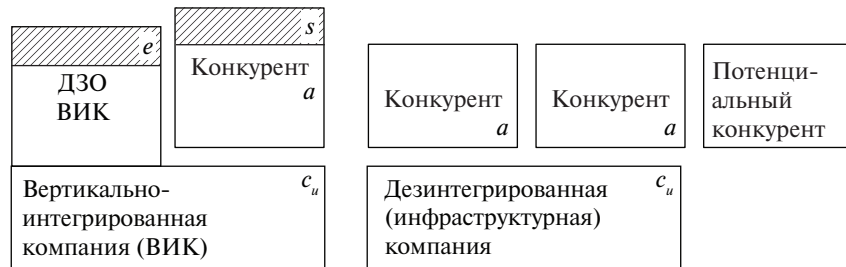 e
s
ДЗО
ВИК
Конкурент
a
Конкурент
a
Конкурент
a
Потенци-
альный
конкурент
Вертикально-
интегрированная
компания (ВИК)
c_u
Дезинтегрированная
(инфраструктурная)
компания
c_u